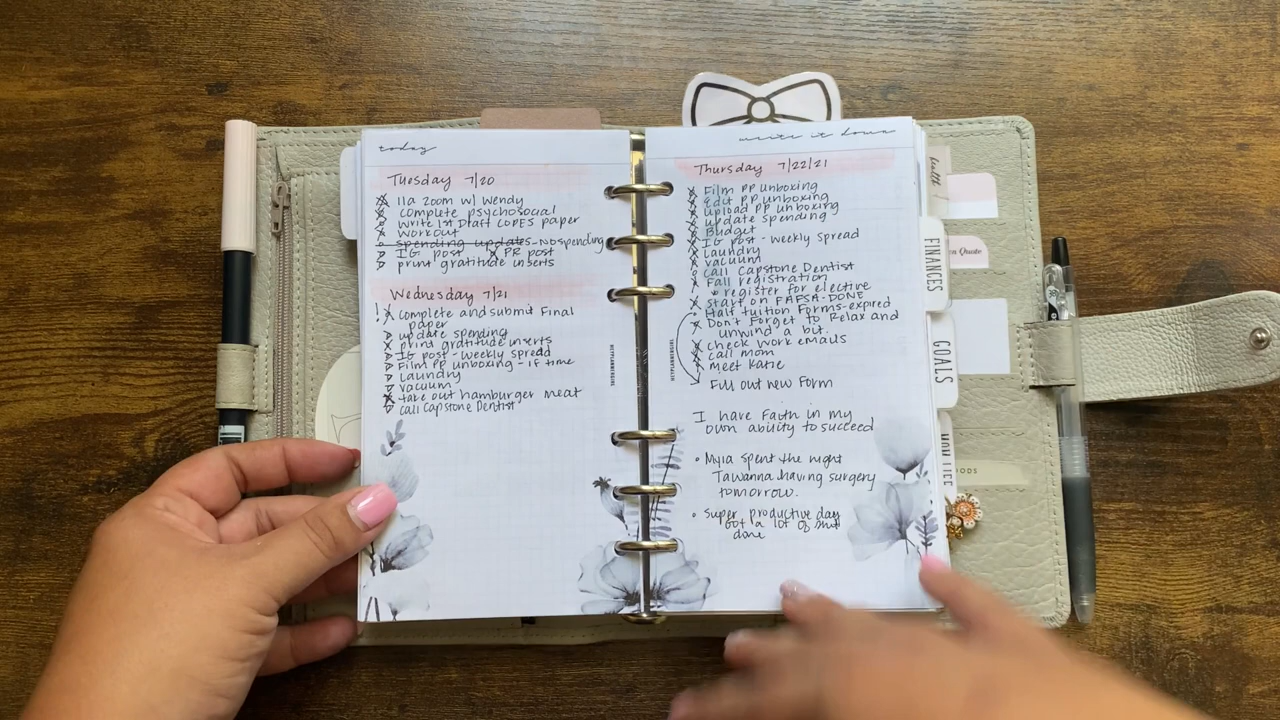 today
Tuesday 7/20
11a zoom w/ Wendy
complete psychosocial
write 1st Draft COPES paper
workout
spending updates - no spending
IG post x PR post
print gratitude inserts
Wednesday 7/21
! complete and submit Final
paper
update spending
print gratitude inserts
IG post - weekly spread
Film PP unboxing - if time
Laundry
vacuum
take out hamburger meat
call Capstone Dentist
write it down
Thursday 7/22/21
Film PP unboxing
Edit PP unboxing
upload PP unboxing
update spending
Budget
IG post - weekly spread
Laundry
vacuum
call Capstone Dentist
Fall registration
register for elective
start on FAFSA - DONE
Half tuition Forms - expired
Don't Forget to Relax and
unwind a bit.
check work emails
call mom
meet Katie
Fill out new Form
I have Faith in my
own ability to succeed
• Myia spent the night
Tawanna having surgery
tomorrow.
• Super productive day
got a lot of shit
done
health
FINANCES
GOALS
MOM LIFE
Quote